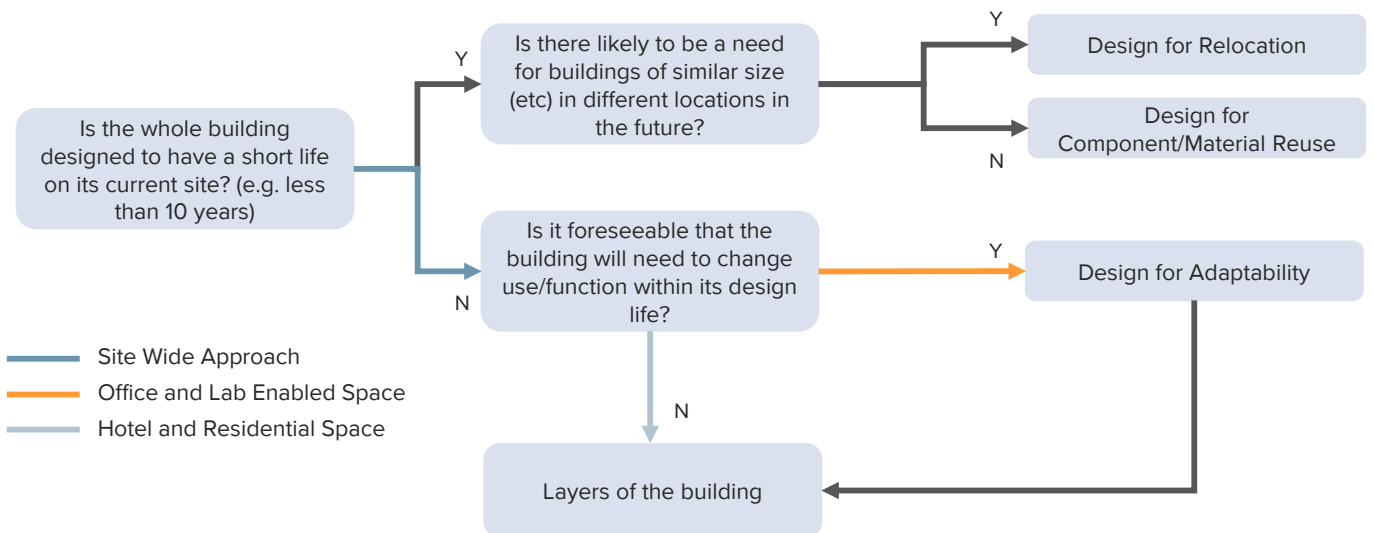 Is the whole building
designed to have a short life
on its current site? (e.g. less
than 10 years)
Y
Is there likely to be a need
for buildings of similar size
(etc) in different locations in
the future?
Y
Design for Relocation
N
Design for
Component/Material Reuse
N
Is it foreseeable that the
building will need to change
use/function within its design
life?
Y
Design for Adaptability
N
Layers of the building
Site Wide Approach
Office and Lab Enabled Space
Hotel and Residential Space